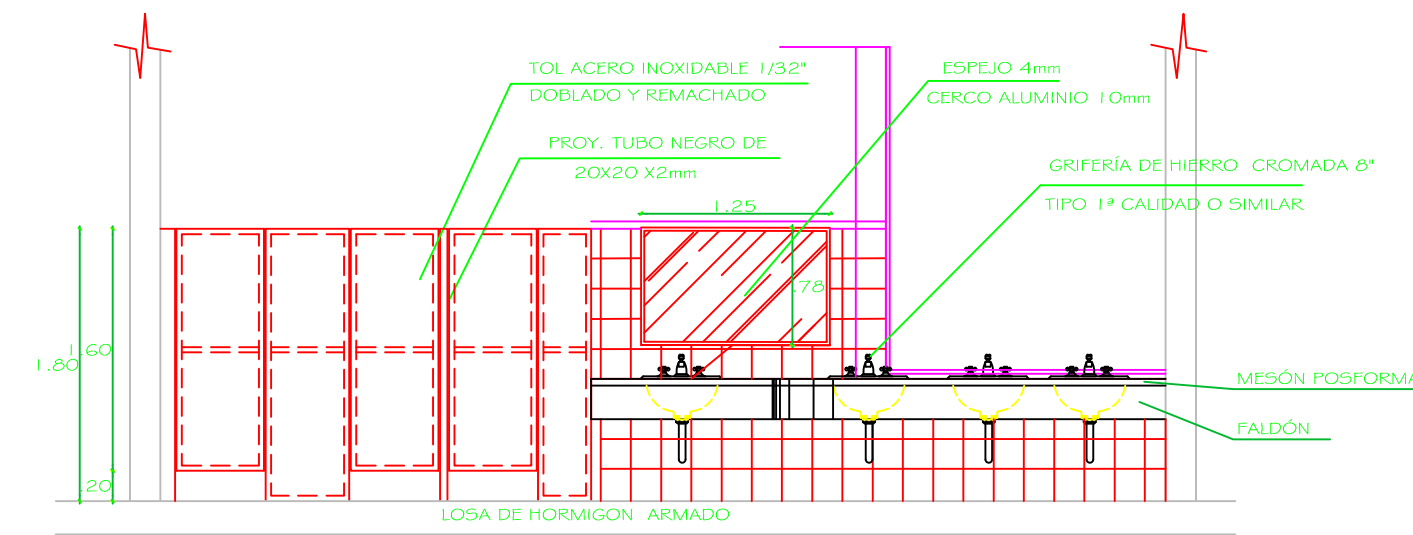 TOL ACERO INOXIDABLE 1/32"
DOBLADO Y REMACHADO
PROY. TUBO NEGRO DE
20X20 X2mm
ESPEJO 4mm
CERCO ALUMINIO 10mm
GRIFERÍA DE HIERRO CROMADA 8"
TIPO 1ª CALIDAD O SIMILAR
1.25
.78
1.60
1.80
.20
MESÓN POSFORMA
FALDÓN
LOSA DE HORMIGON ARMADO